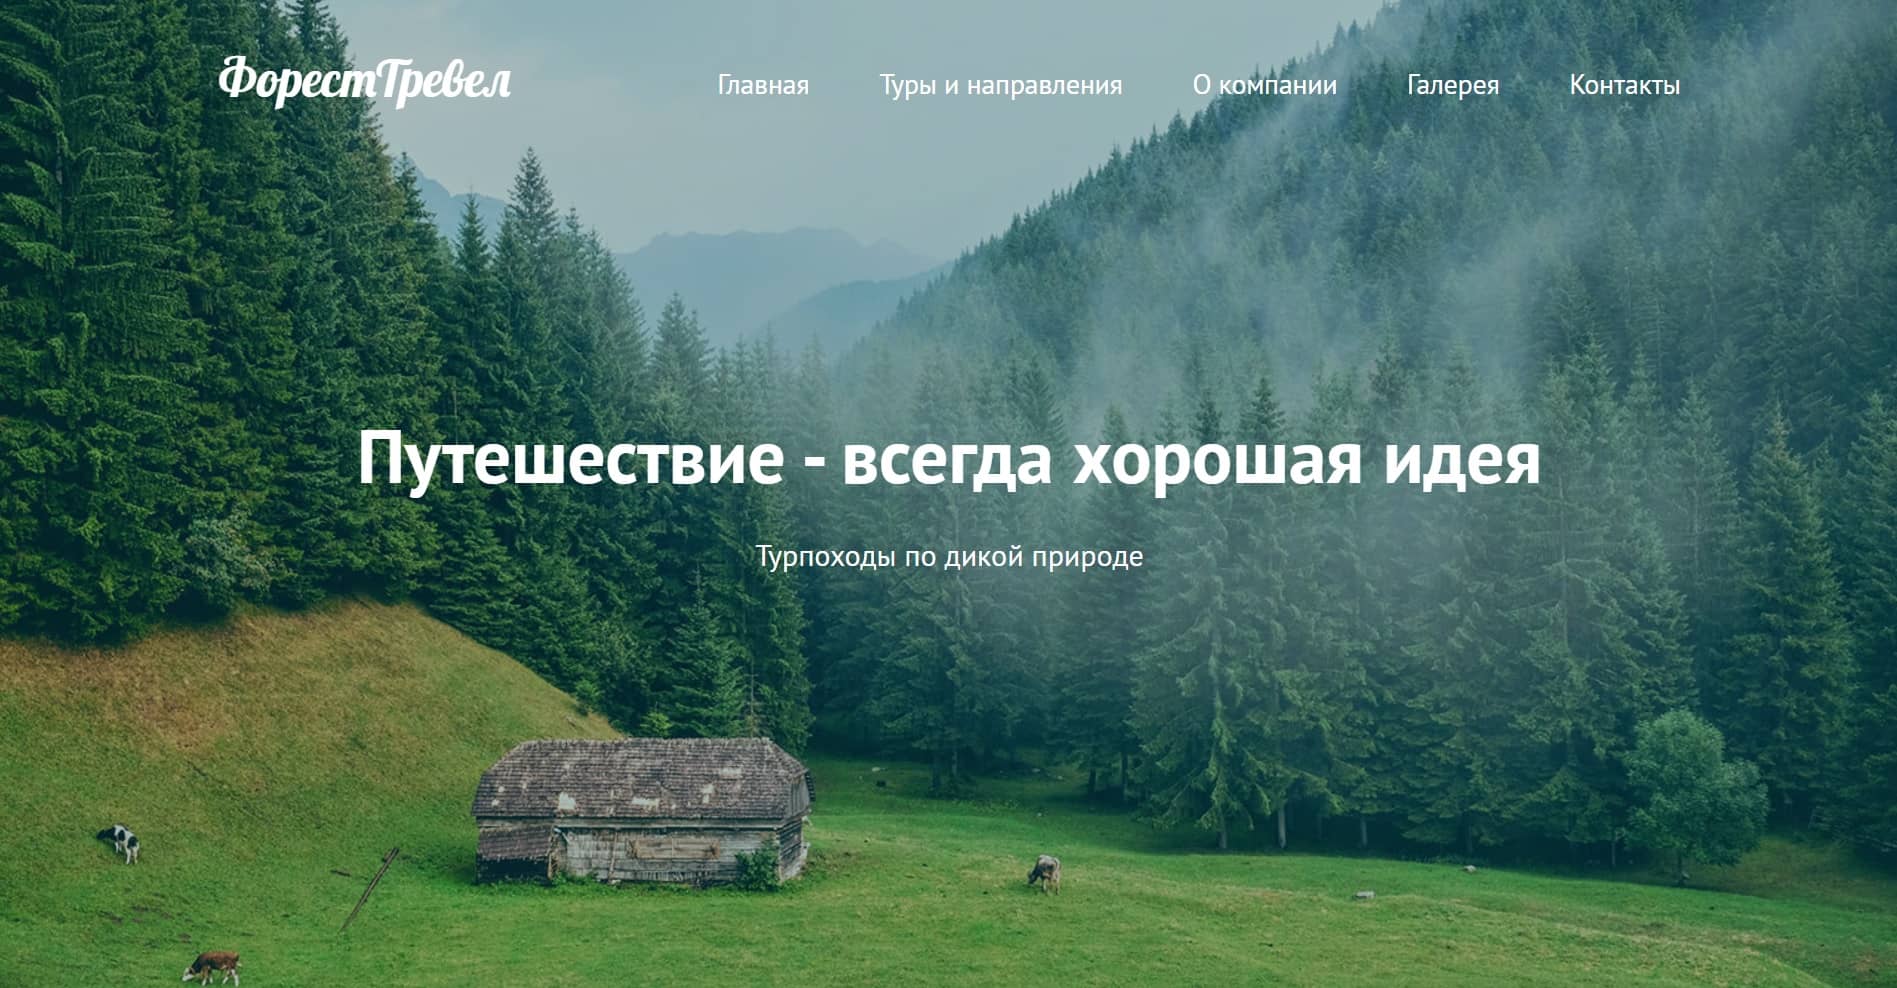 ФорестТревел
Главная Туры и направления О компании Галерея Контакты
Путешествие - всегда хорошая идея
Турпоходы по дикой природе